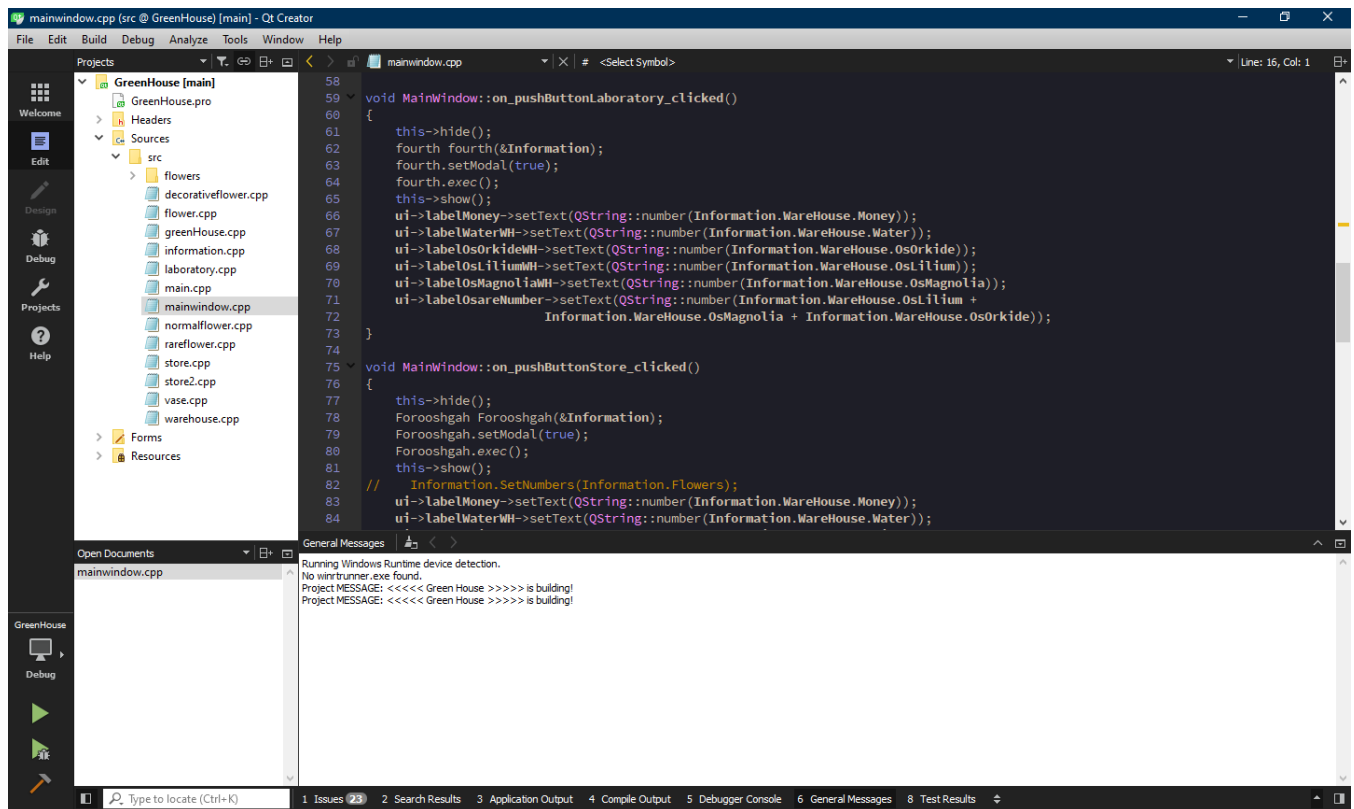 mainwindow.cpp (src @ GreenHouse) [main] - Qt Creator
File Edit Build Debug Analyze Tools Window Help
Projects
mainwindow.cpp
# <Select Symbol>
Line: 16, Col: 1
Welcome
Edit
Design
Debug
Projects
Help
GreenHouse [main]
GreenHouse.pro
Headers
Sources
src
flowers
decorativeflower.cpp
flower.cpp
greenHouse.cpp
information.cpp
laboratory.cpp
main.cpp
mainwindow.cpp
normalflower.cpp
rareflower.cpp
store.cpp
store2.cpp
vase.cpp
warehouse.cpp
Forms
Resources
58
59 void MainWindow::on_pushButtonLaboratory_clicked()
60 {
61 this->hide();
62 fourth fourth(&Information);
63 fourth.setModal(true);
64 fourth.exec();
65 this->show();
66 ui->labelMoney->setText(QString::number(Information.WareHouse.Money));
67 ui->labelWaterWH->setText(QString::number(Information.WareHouse.Water));
68 ui->labelOsOrkideWH->setText(QString::number(Information.WareHouse.OsOrkide));
69 ui->labelOsLiliumWH->setText(QString::number(Information.WareHouse.OsLilium));
70 ui->labelOsMagnoliaWH->setText(QString::number(Information.WareHouse.OsMagnolia));
71 ui->labelOsareNumber->setText(QString::number(Information.WareHouse.OsLilium +
72 Information.WareHouse.OsMagnolia + Information.WareHouse.OsOrkide));
73 }
74
75 void MainWindow::on_pushButtonStore_clicked()
76 {
77 this->hide();
78 Forooshgah Forooshgah(&Information);
79 Forooshgah.setModal(true);
80 Forooshgah.exec();
81 this->show();
82 // Information.SetNumbers(Information.Flowers);
83 ui->labelMoney->setText(QString::number(Information.WareHouse.Money));
84 ui->labelWaterWH->setText(QString::number(Information.WareHouse.Water));
Open Documents
mainwindow.cpp
General Messages
Running Windows Runtime device detection.
No winrtrunner.exe found.
Project MESSAGE: <<<<< Green House >>>>> is building!
Project MESSAGE: <<<<< Green House >>>>> is building!
GreenHouse
Debug
Type to locate (Ctrl+K)
1 Issues 23 2 Search Results 3 Application Output 4 Compile Output 5 Debugger Console 6 General Messages 8 Test Results